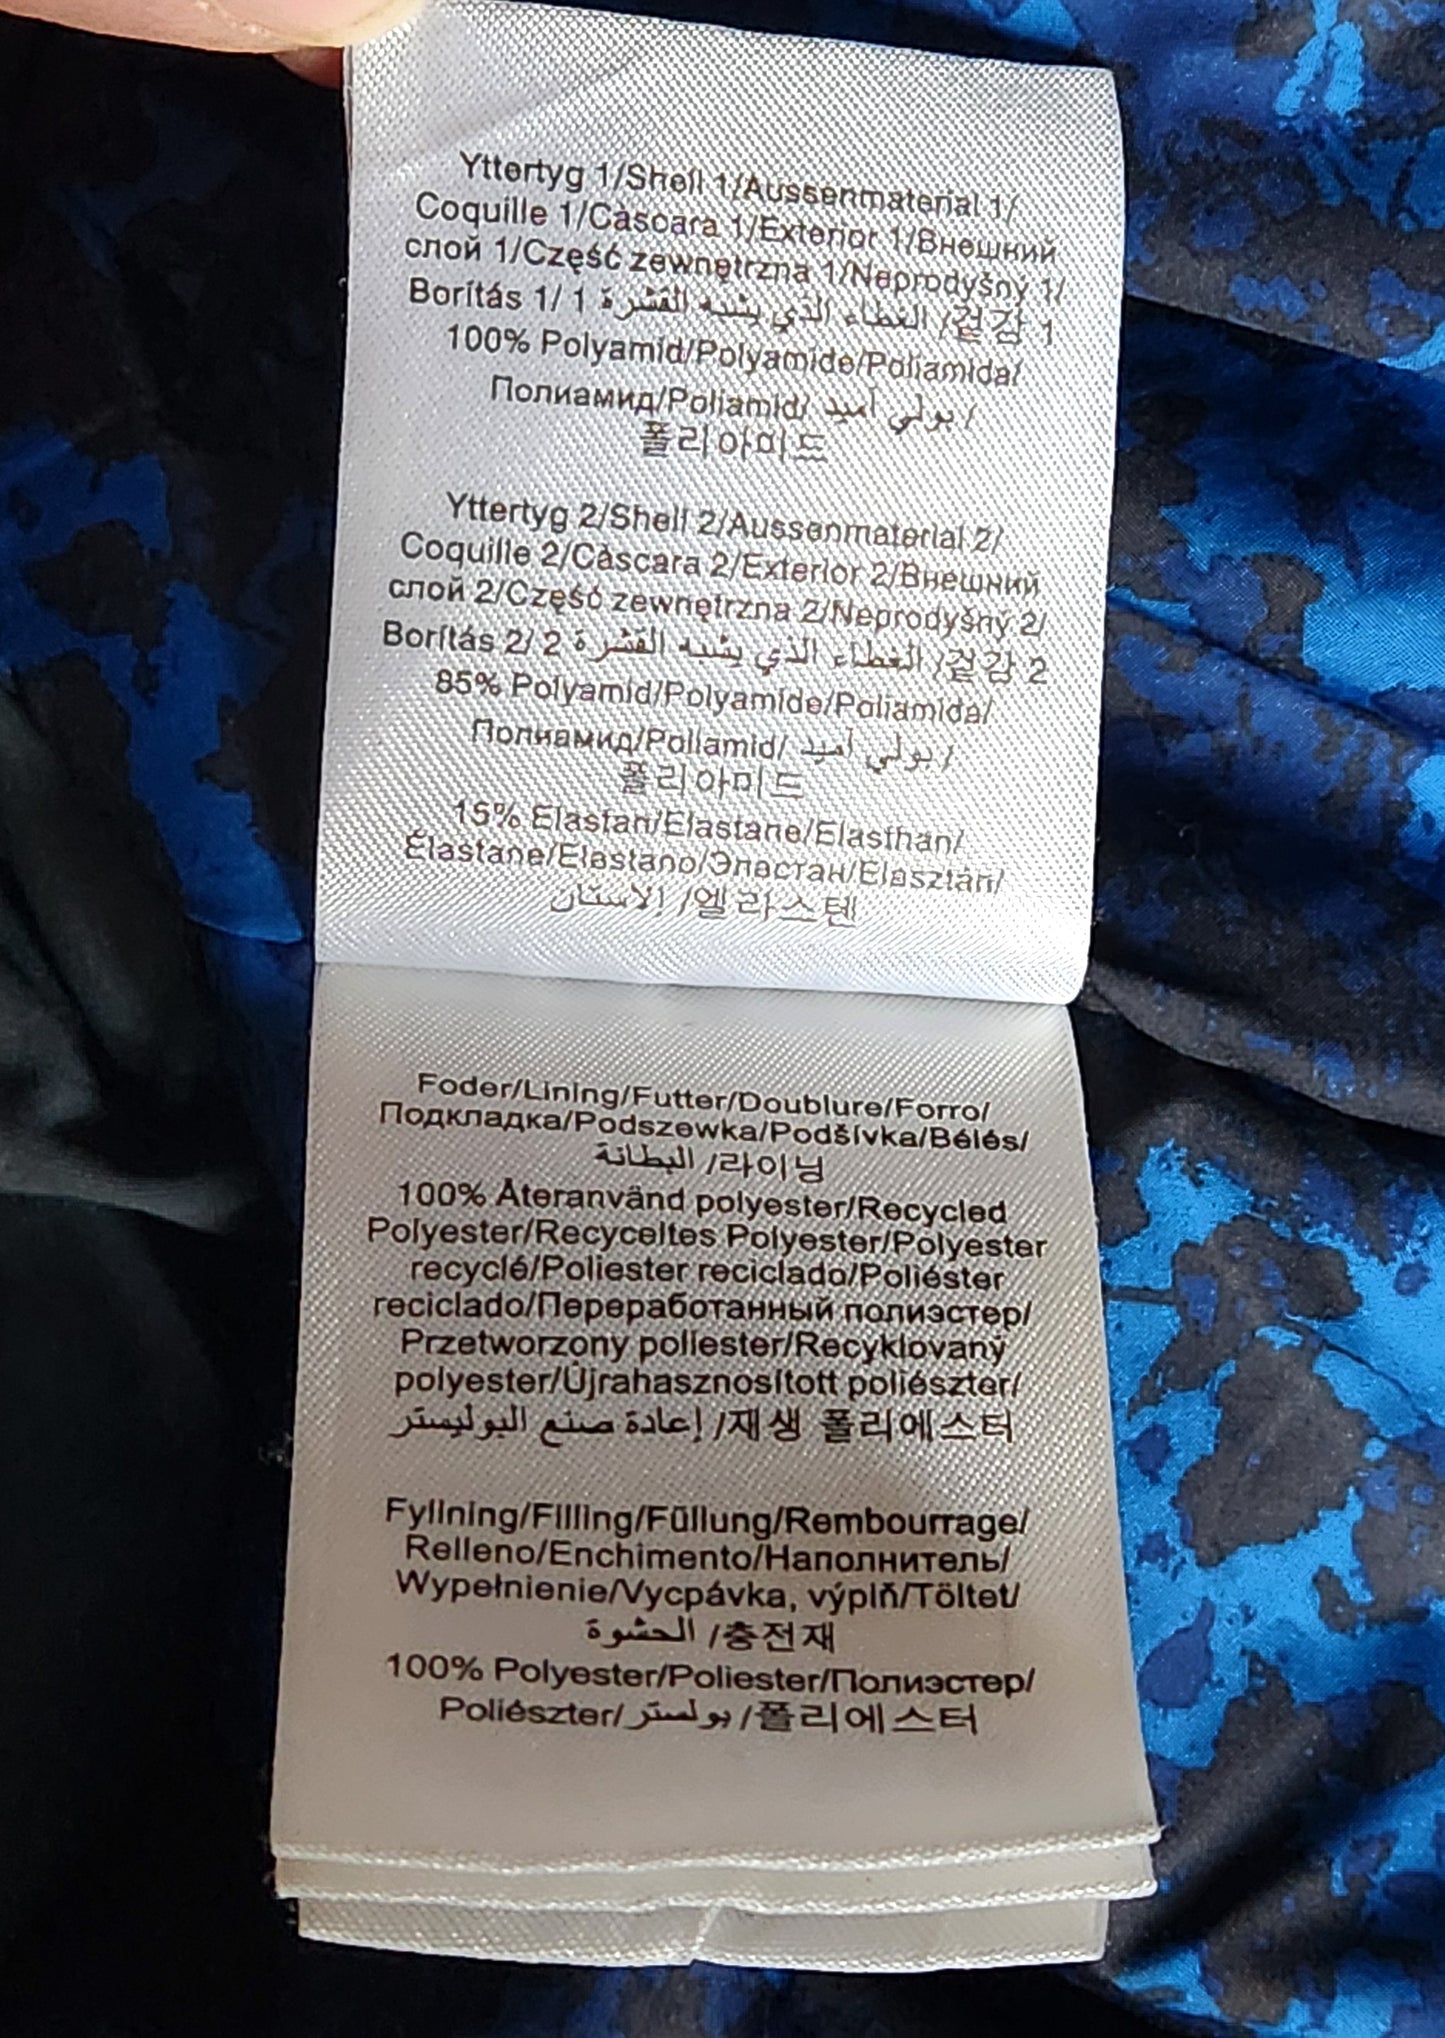 Yttertyg 1/Shell 1/Aussenmaterial 1/
Coquille 1/Càscara 1/Exterior 1/Внешний
слой 1/Część zewnętrzna 1/Neprodyšný 1/
Borítás 1/ 1 العطاء الذي يشبه القشرة /겉감 1
100% Polyamid/Polyamide/Poliamida/
Полиамид/Poliamid/ بولي أميد /
폴리아미드
Yttertyg 2/Shell 2/Aussenmaterial 2/
Coquille 2/Càscara 2/Exterior 2/Внешний
слой 2/Część zewnętrzna 2/Neprodyšný 2/
Borítás 2/ 2 العطاء الذي يشبه القشرة /겉감 2
85% Polyamid/Polyamide/Poliamida/
Полиамид/Poliamid/ بولي أميد /
폴리아미드
15% Elastan/Elastane/Elasthan/
Élastane/Elastano/Эластан/Elasztán/
إلاستان /엘라스텐
Foder/Lining/Futter/Doublure/Forro/
Подкладка/Podszewka/Podšívka/Bélés/
البطانة /라이닝
100% Återanvänd polyester/Recycled
Polyester/Recyceltes Polyester/Polyester
recyclé/Poliester reciclado/Poliéster
reciclado/Переработанный полиэстер/
Przetworzony poliester/Recyklovaný
polyester/Újrahasznosított poliészter/
إعادة صنع البوليستر /재생 폴리에스터
Fyllning/Filling/Füllung/Rembourrage/
Relleno/Enchimento/Наполнитель/
Wypełnienie/Vycpávka, výplň/Töltet/
الحشوة /충전재
100% Polyester/Poliester/Полиэстер/
Poliészter/ بولستر /폴리에스터